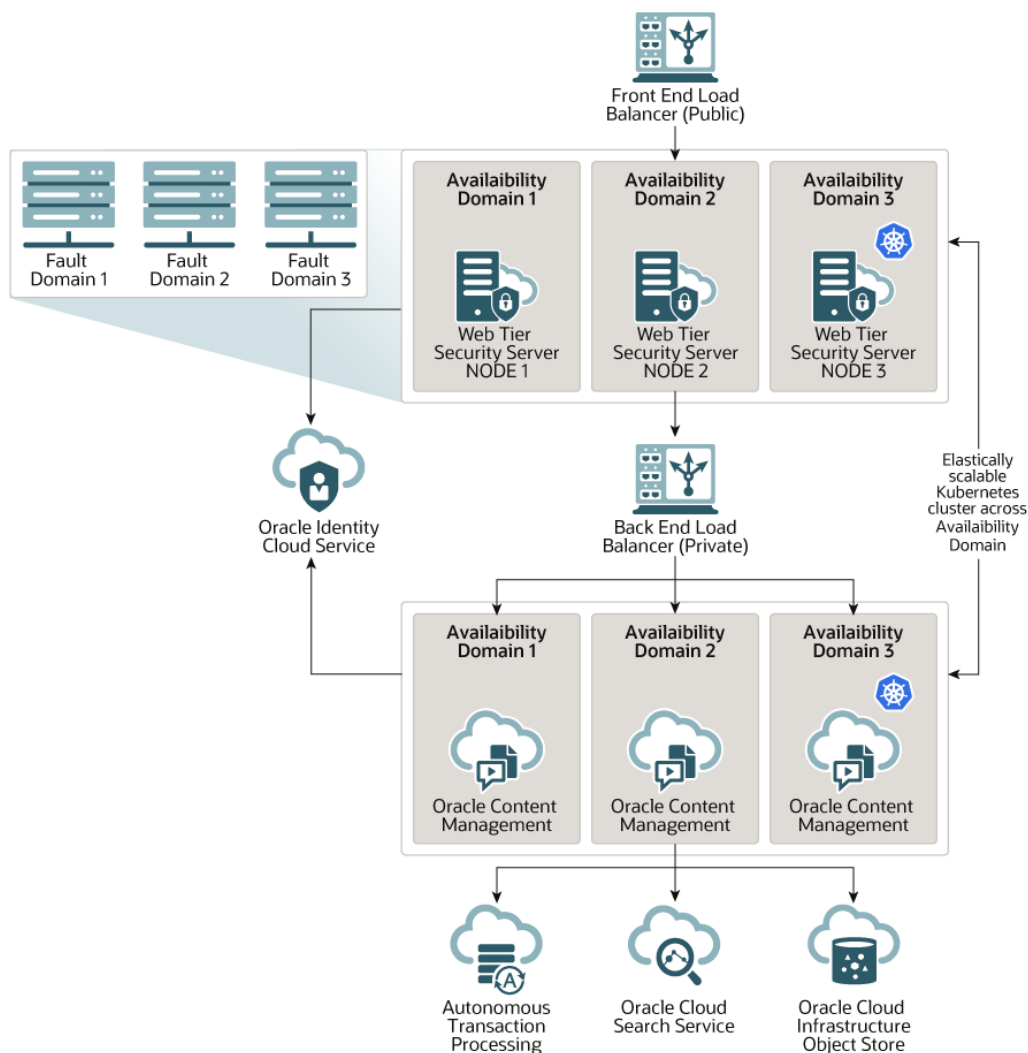 Front End Load
Balancer (Public)
Fault
Domain 1
Fault
Domain 2
Fault
Domain 3
Availaibility
Domain 1
Availaibility
Domain 2
Availaibility
Domain 3
Web Tier
Security Server
NODE 1
Web Tier
Security Server
NODE 2
Web Tier
Security Server
NODE 3
Oracle Identity
Cloud Service
Back End Load
Balancer (Private)
Elastically
scalable
Kubernetes
cluster across
Availaibility
Domain
Availaibility
Domain 1
Availaibility
Domain 2
Availaibility
Domain 3
Oracle Content
Management
Oracle Content
Management
Oracle Content
Management
A
Autonomous
Transaction
Processing
Oracle Cloud
Search Service
Oracle Cloud
Infrastructure
Object Store